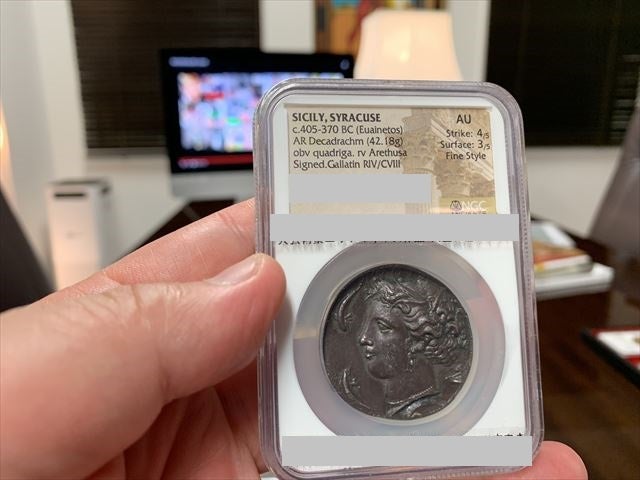 SICILY, SYRACUSE
c.405-370 BC (Euainetos)
AR Decadrachm (42.18g)
obv quadriga. rv Arethusa
Signed.Gallatin RIV/CVIII
AU
Strike: 4/5
Surface: 3/5
Fine Style
NGC